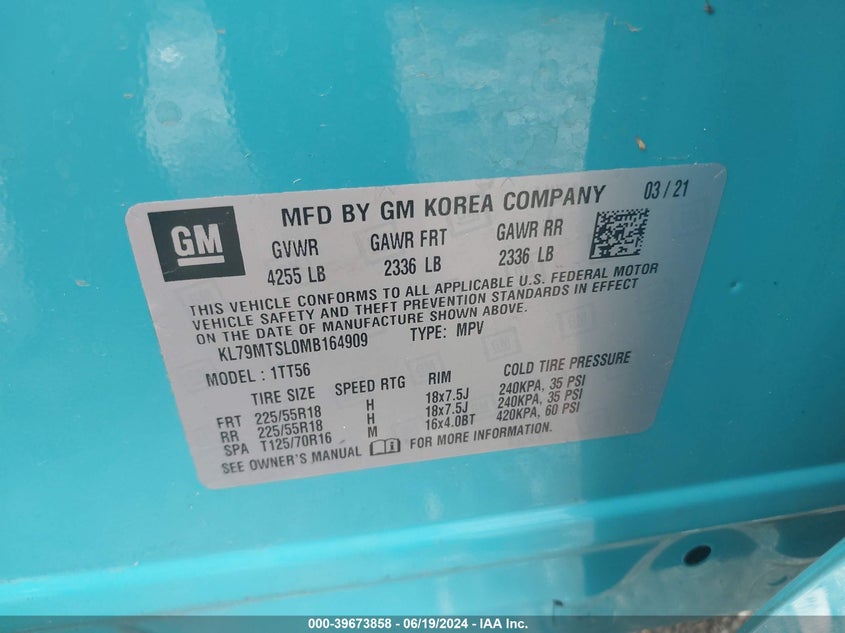 GM
MFD BY GM KOREA COMPANY 03 / 21
GVWR GAWR FRT GAWR RR
4255 LB 2336 LB 2336 LB
THIS VEHICLE CONFORMS TO ALL APPLICABLE U.S. FEDERAL MOTOR
VEHICLE SAFETY AND THEFT PREVENTION STANDARDS IN EFFECT
ON THE DATE OF MANUFACTURE SHOWN ABOVE.
KL79MTSL0MB164909 TYPE: MPV
MODEL : 1TT56
TIRE SIZE SPEED RTG RIM COLD TIRE PRESSURE
FRT 225/55R18 H 18x7.5J 240KPA, 35 PSI
RR 225/55R18 H 18x7.5J 240KPA, 35 PSI
SPA T125/70R16 M 16x4.0BT 420KPA, 60 PSI
SEE OWNER'S MANUAL FOR MORE INFORMATION.
000-39673858 - 06/19/2024 - IAA Inc.